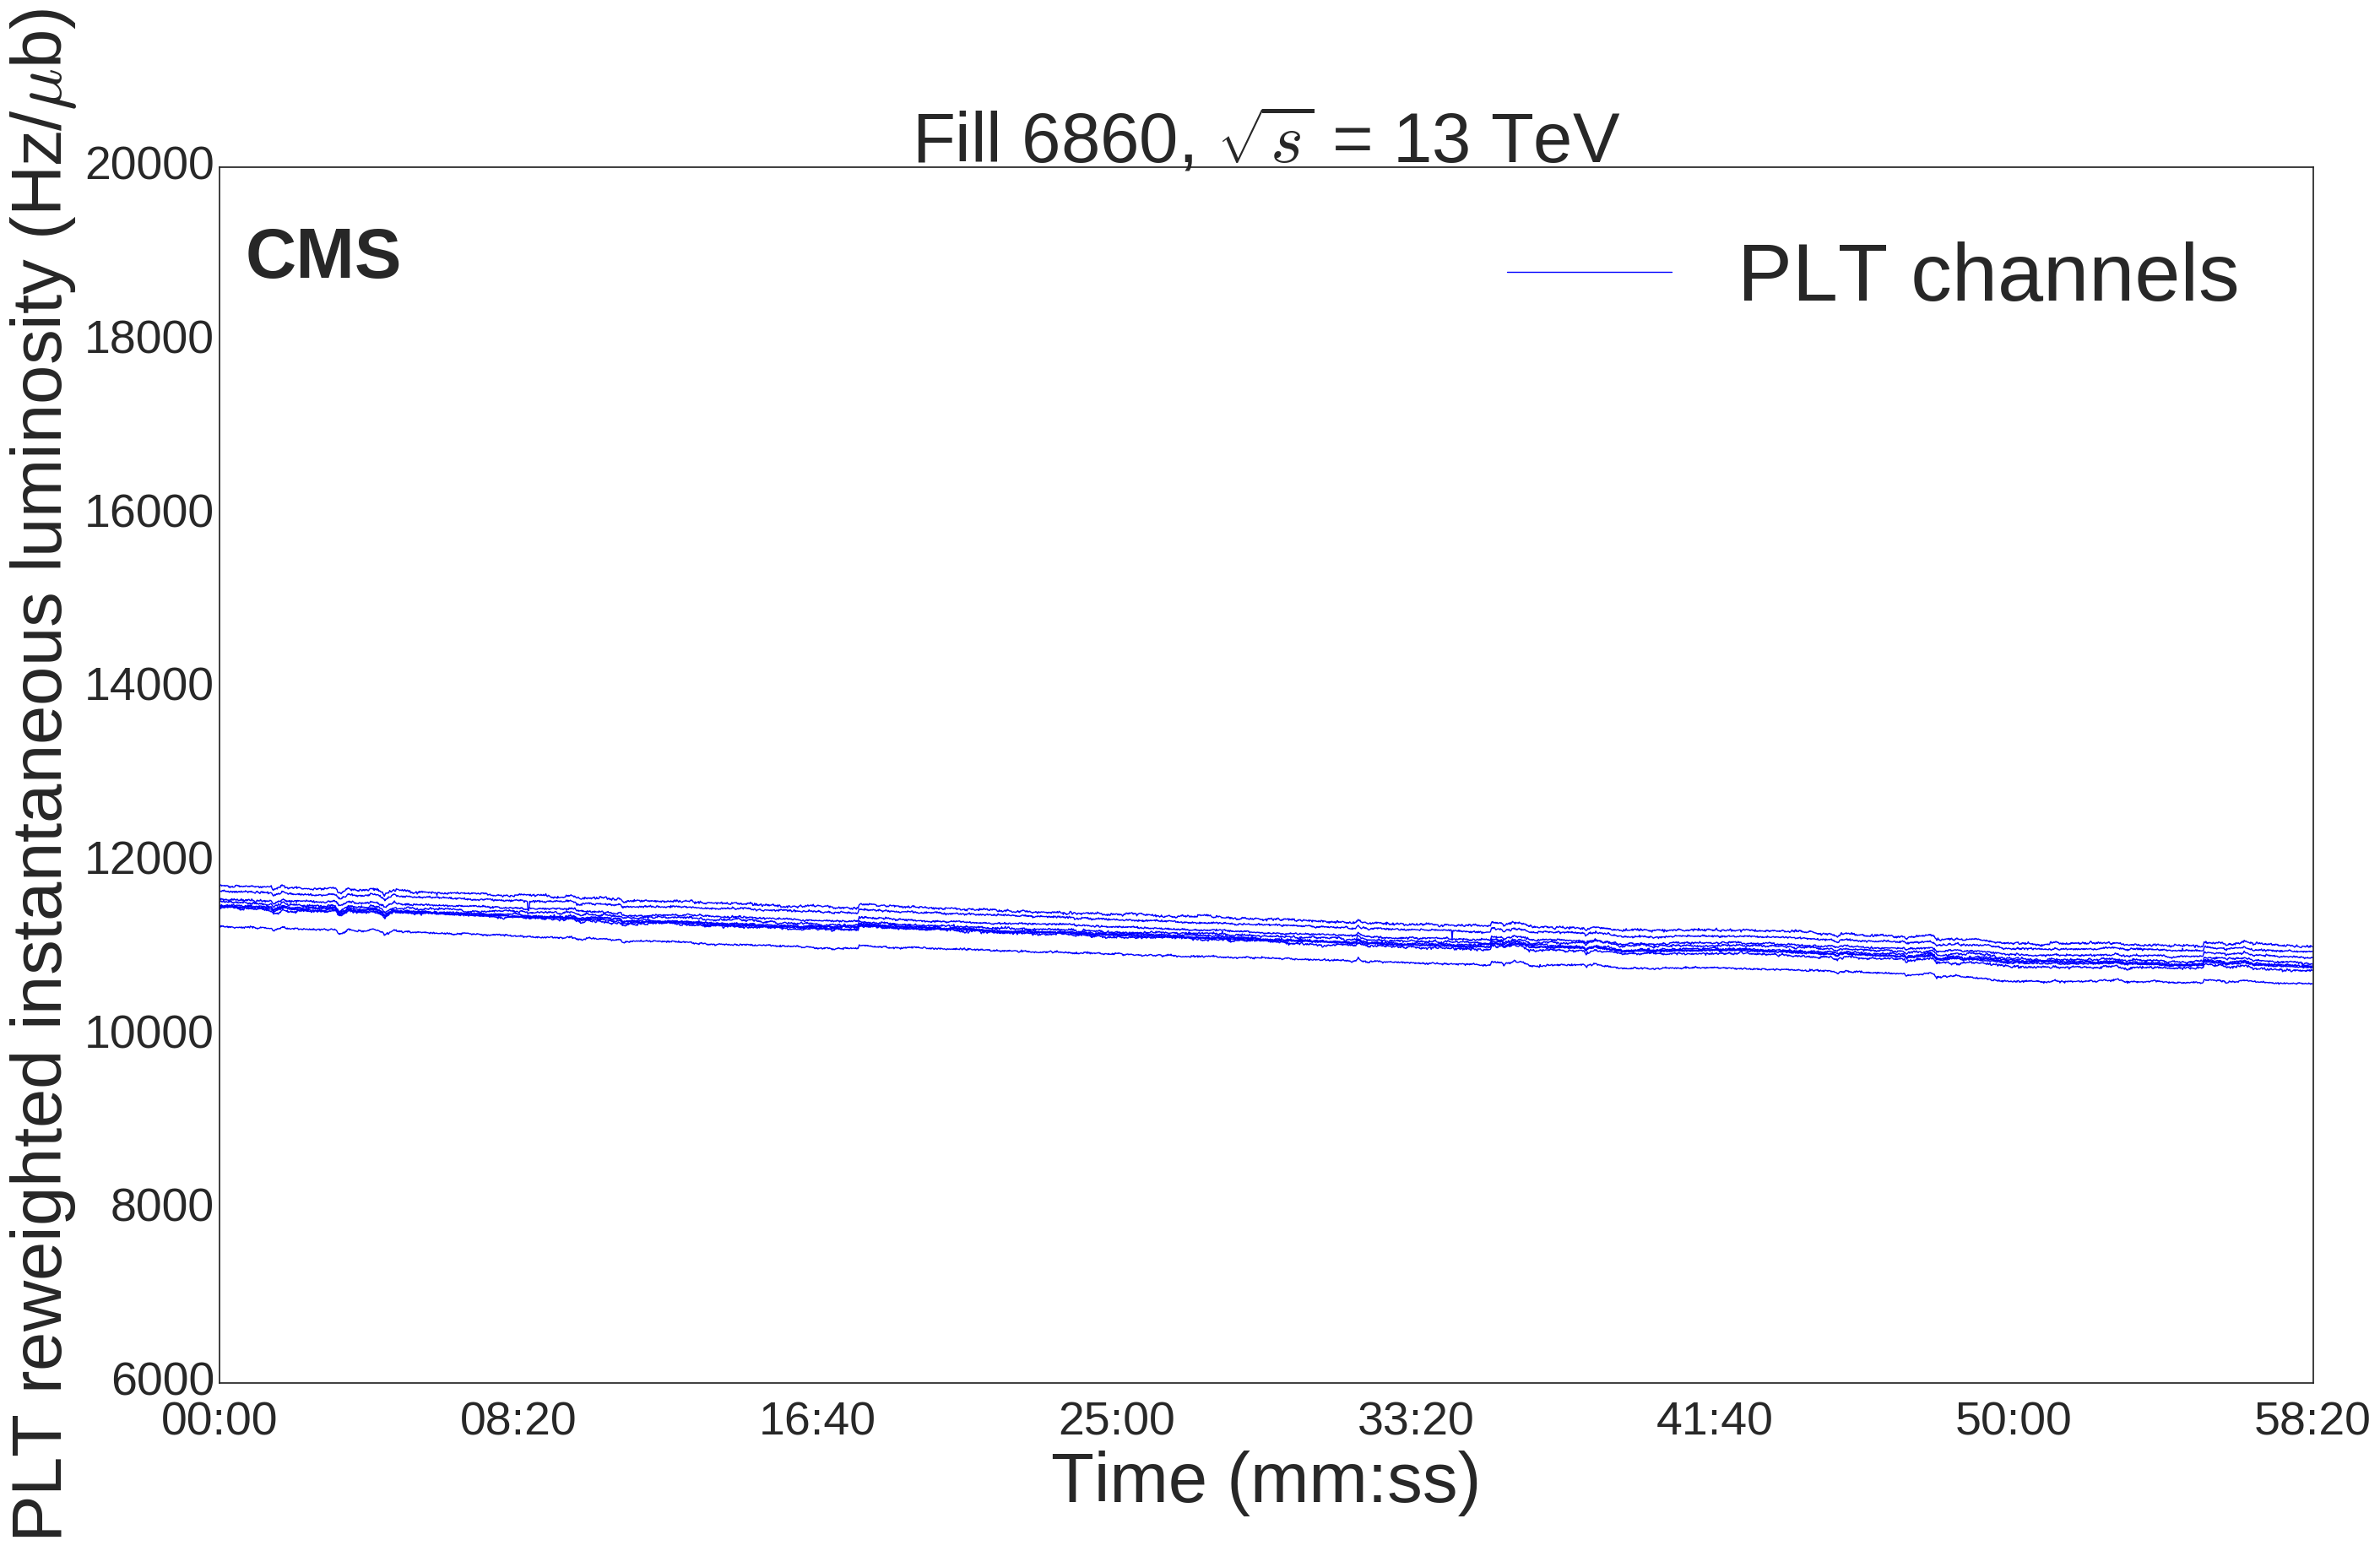 PLT reweighted instantaneous luminosity (Hz/μb)
Fill 6860, √s = 13 TeV
CMS
PLT channels
20000
18000
16000
14000
12000
10000
8000
6000
00:00 08:20 16:40 25:00 33:20 41:40 50:00 58:20
Time (mm:ss)